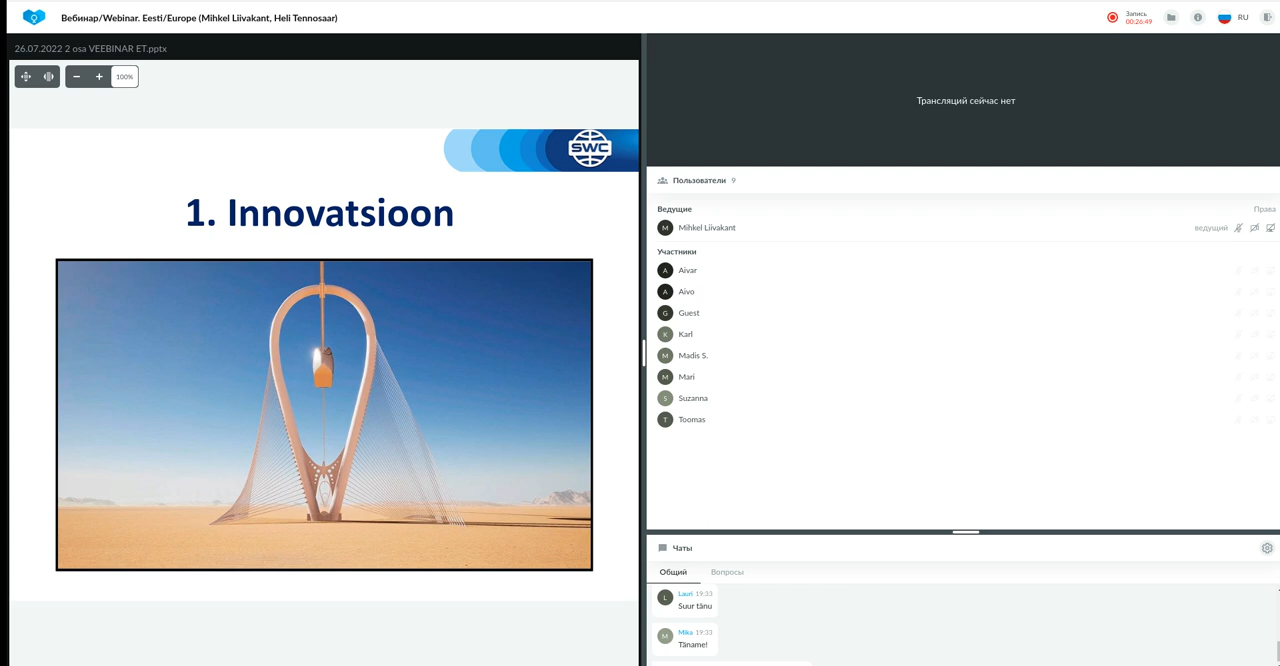 Вебинар/Webinar. Eesti/Europe (Mihkel Liivakant, Heli Tennosaar)
Запись
00:26:49
RU
26.07.2022 2 osa VEEBINAR ET.pptx
100%
SWC
1. Innovatsioon
Трансляций сейчас нет
Пользователи 9
Ведущие Права
M Mihkel Liivakant ведущий
Участники
A Aivar
A Aivo
G Guest
K Karl
M Madis S.
M Mari
S Suzanna
T Toomas
Чаты
Общий Вопросы
L Lauri 19:33
Suur tänu
M Mika 19:33
Täname!